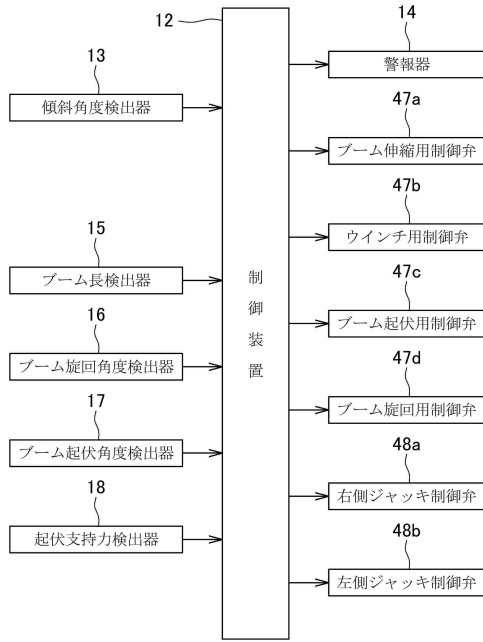 12
制御装置
13
傾斜角度検出器
15
ブーム長検出器
16
ブーム旋回角度検出器
17
ブーム起伏角度検出器
18
起伏支持力検出器
14
警報器
47a
ブーム伸縮用制御弁
47b
ウインチ用制御弁
47c
ブーム起伏用制御弁
47d
ブーム旋回用制御弁
48a
右側ジャッキ制御弁
48b
左側ジャッキ制御弁